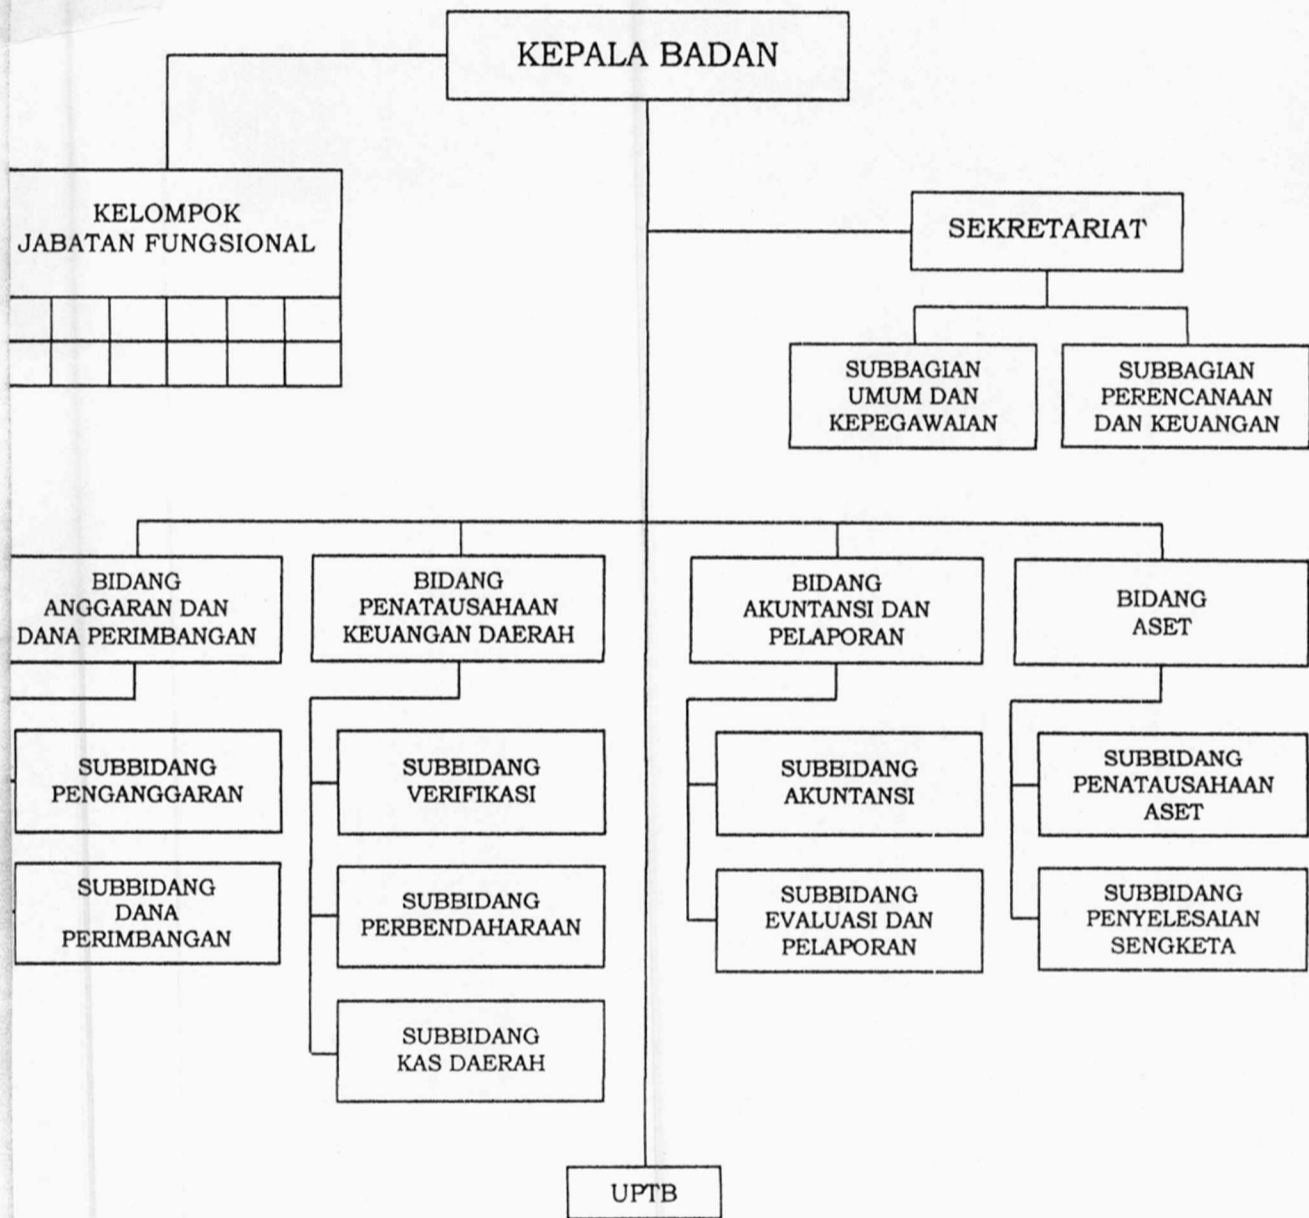 KEPALA BADAN
KELOMPOK
JABATAN FUNGSIONAL
SEKRETARIAT
SUBBAGIAN
UMUM DAN
KEPEGAWAIAN
SUBBAGIAN
PERENCANAAN
DAN KEUANGAN
BIDANG
ANGGARAN DAN
DANA PERIMBANGAN
BIDANG
PENATAUSAHAAN
KEUANGAN DAERAH
BIDANG
AKUNTANSI DAN
PELAPORAN
BIDANG
ASET
SUBBIDANG
PENGANGGARAN
SUBBIDANG
DANA
PERIMBANGAN
SUBBIDANG
VERIFIKASI
SUBBIDANG
PERBENDAHARAAN
SUBBIDANG
KAS DAERAH
SUBBIDANG
AKUNTANSI
SUBBIDANG
EVALUASI DAN
PELAPORAN
SUBBIDANG
PENATAUSAHAAN
ASET
SUBBIDANG
PENYELESAIAN
SENGKETA
UPTB